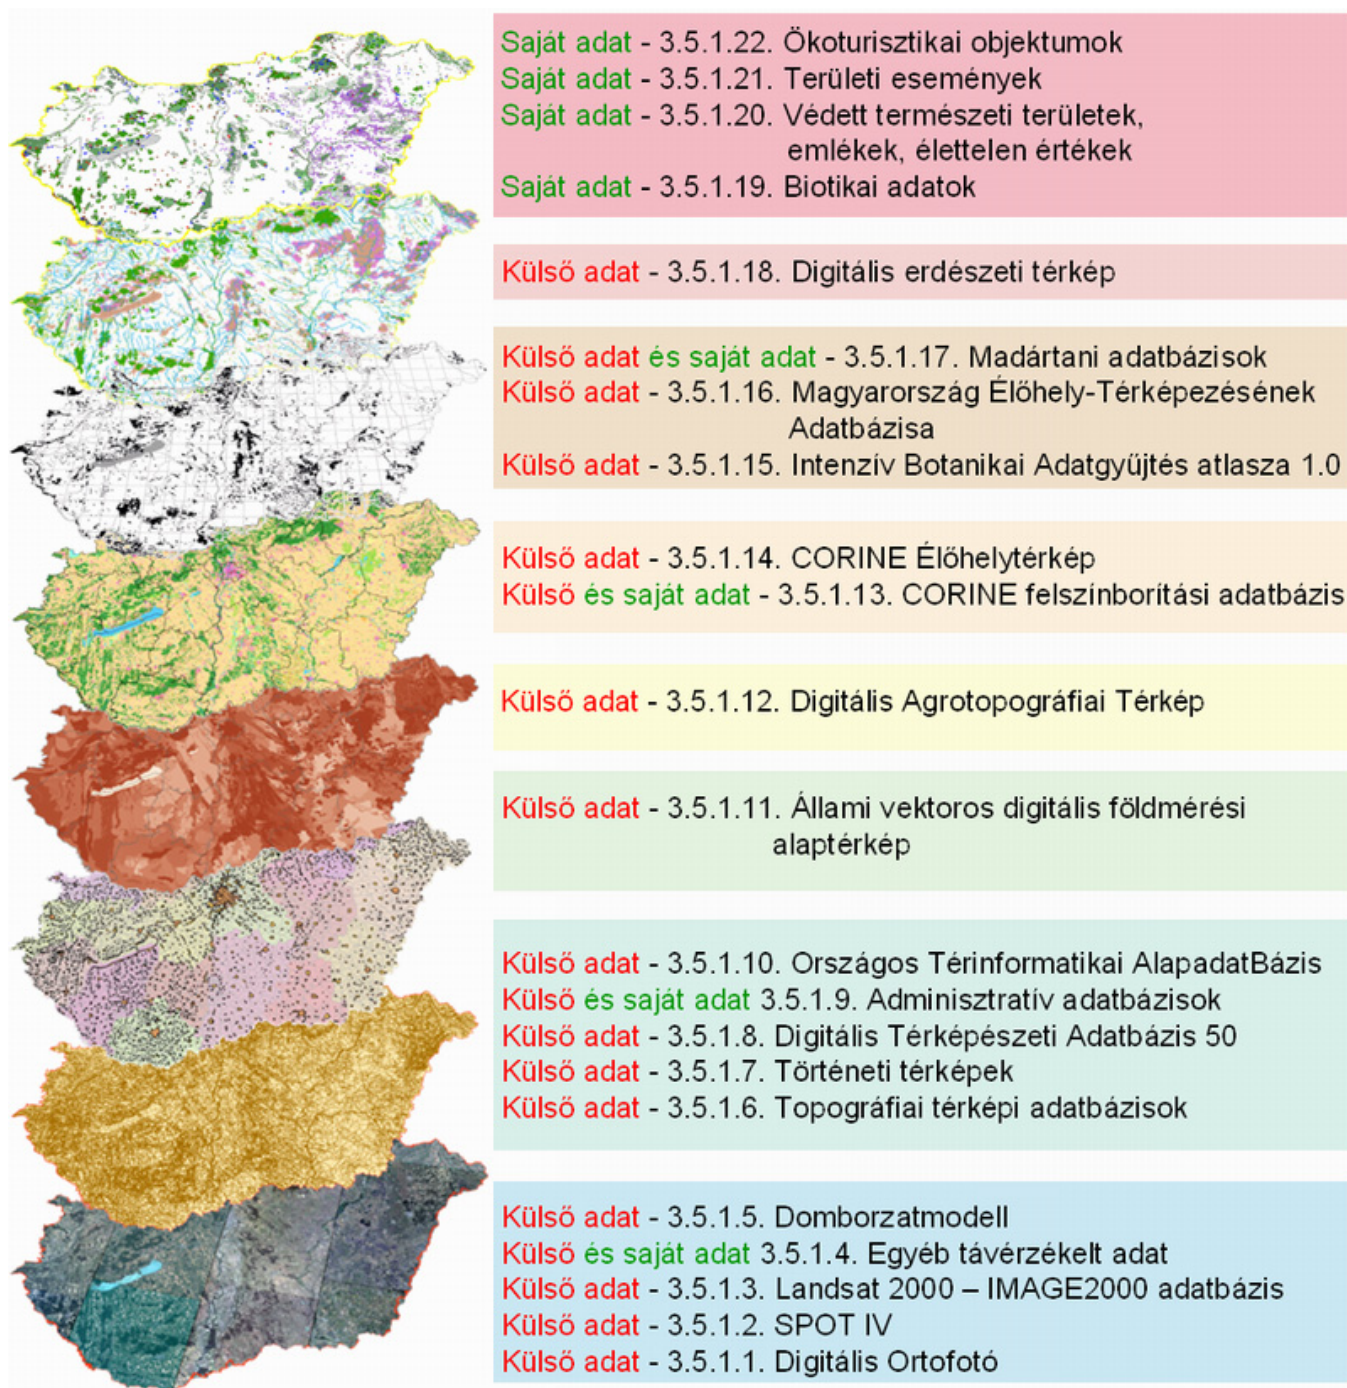 Saját adat - 3.5.1.22. Ökoturisztikai objektumok
Saját adat - 3.5.1.21. Területi események
Saját adat - 3.5.1.20. Védett természeti területek,
emlékek, élettelen értékek
Saját adat - 3.5.1.19. Biotikai adatok
Külső adat - 3.5.1.18. Digitális erdészeti térkép
Külső adat és saját adat - 3.5.1.17. Madártani adatbázisok
Külső adat - 3.5.1.16. Magyarország Élőhely-Térképezésének
Adatbázisa
Külső adat - 3.5.1.15. Intenzív Botanikai Adatgyűjtés atlasza 1.0
Külső adat - 3.5.1.14. CORINE Élőhelytérkép
Külső és saját adat - 3.5.1.13. CORINE felszínborítási adatbázis
Külső adat - 3.5.1.12. Digitális Agrotopográfiai Térkép
Külső adat - 3.5.1.11. Állami vektoros digitális földmérési
alaptérkép
Külső adat - 3.5.1.10. Országos Térinformatikai AlapadatBázis
Külső és saját adat 3.5.1.9. Adminisztratív adatbázisok
Külső adat - 3.5.1.8. Digitális Térképészeti Adatbázis 50
Külső adat - 3.5.1.7. Történeti térképek
Külső adat - 3.5.1.6. Topográfiai térképi adatbázisok
Külső adat - 3.5.1.5. Domborzatmodell
Külső és saját adat 3.5.1.4. Egyéb távérzékelt adat
Külső adat - 3.5.1.3. Landsat 2000 – IMAGE2000 adatbázis
Külső adat - 3.5.1.2. SPOT IV
Külső adat - 3.5.1.1. Digitális Ortofotó